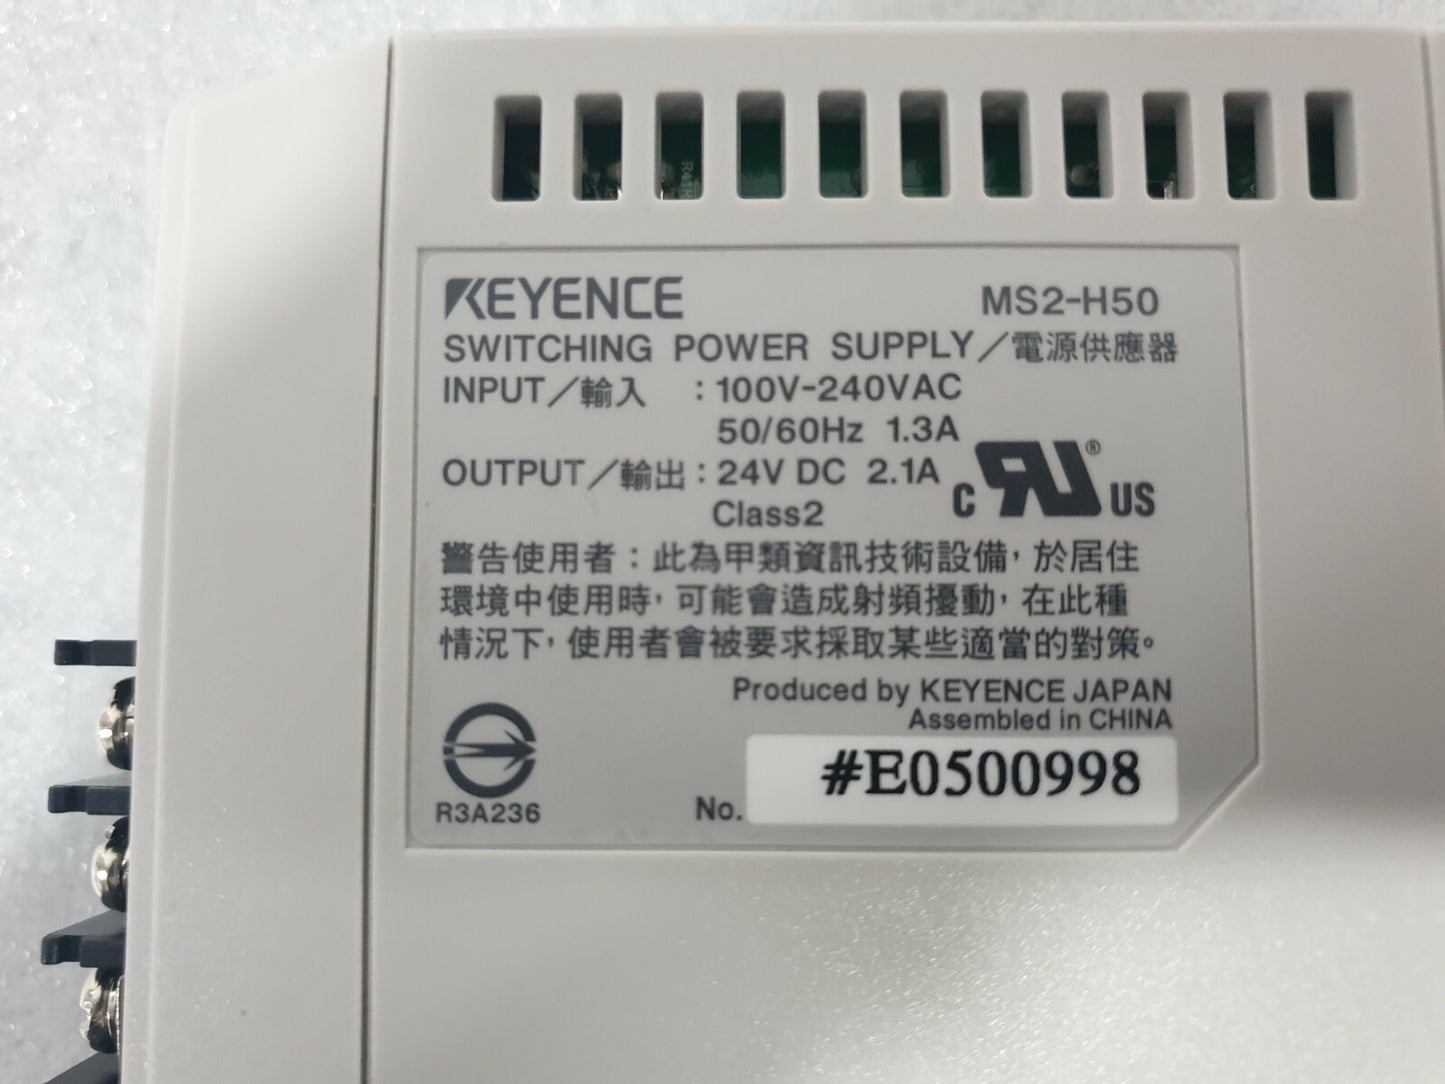 KEYENCE MS2-H50
SWITCHING POWER SUPPLY／電源供應器
INPUT／輸入 : 100V-240VAC
50/60Hz 1.3A
OUTPUT／輸出 : 24V DC 2.1A
Class2
C RU® US
警告使用者：此為甲類資訊技術設備，於居住
環境中使用時，可能會造成射頻擾動，在此種
情況下，使用者會被要求採取某些適當的對策。
Produced by KEYENCE JAPAN
Assembled in CHINA
R3A236
No. #E0500998